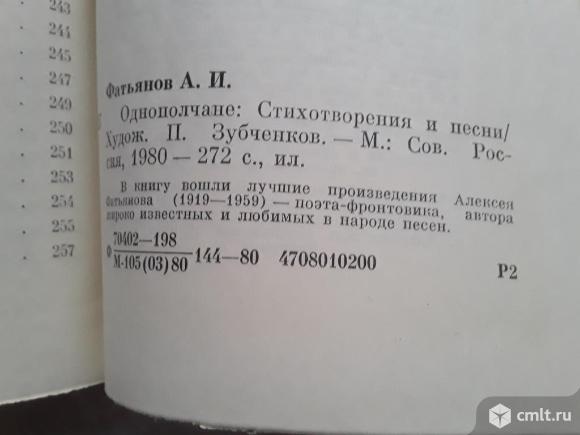 243
244
245
247
249
250
251
253
254
255
257
Фатьянов А. И.
Однополчане: Стихотворения и песни/
Худож. П. Зубченков. — М.: Сов. Рос-
сия, 1980 — 272 с., ил.
В книгу вошли лучшие произведения Алексея
Фатьянова (1919—1959) — поэта-фронтовика, автора
широко известных и любимых в народе песен.
70402—198
Ф ——— 144—80 4708010200
М-105(03)80
Р2
cmlt.ru